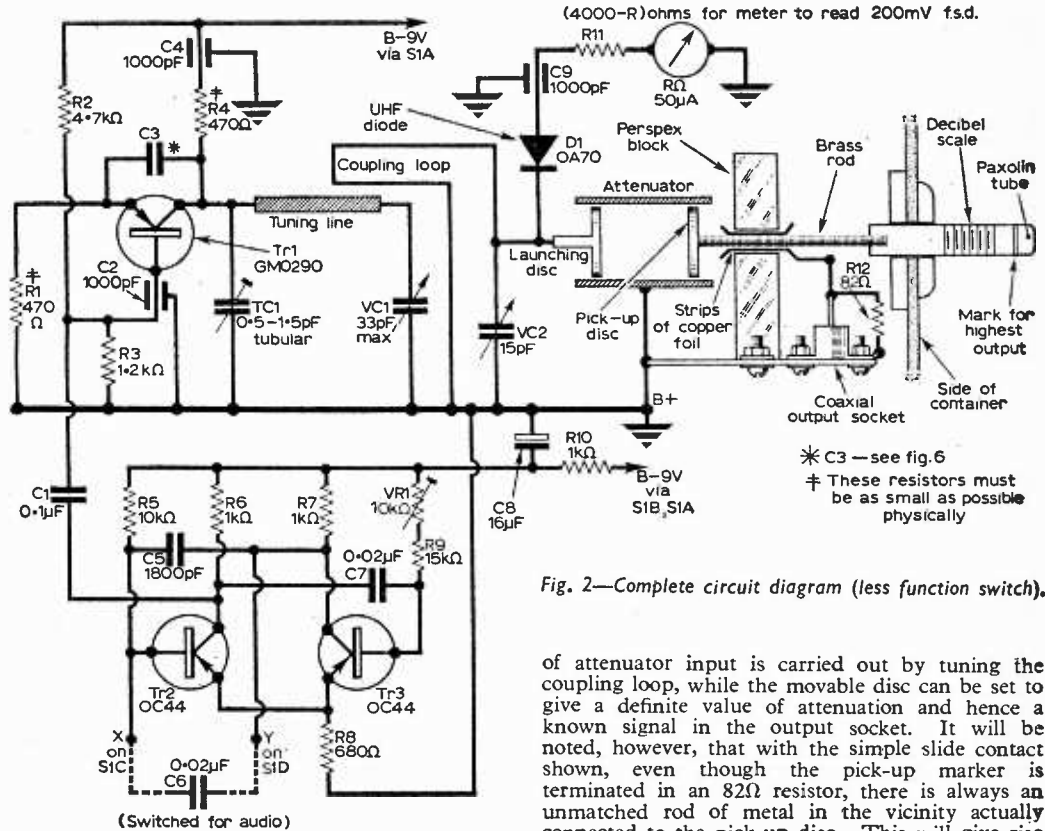 (4000-R)ohms for meter to read 200mV f.s.d.
B-9V
via S1A
C4
1000pF
R11
RΩ
50µA
C9
1000pF
R2
4·7kΩ
‡
R4
470Ω
C3
*
UHF
diode
D1
OA70
Coupling loop
Perspex
block
Brass
rod
Decibel
scale
Paxolin
tube
Attenuator
Tuning line
Tr1
GM0290
Launching
disc
C2
1000pF
‡
R1
470
Ω
TC1
0·5–1·5pF
tubular
VC1
33pF
max
VC2
15pF
Pick-up
disc
Strips
of copper
foil
R12
82Ω
Mark for
highest
output
R3
1·2kΩ
Side of
container
B+
Coaxial
output socket
C1
0·1µF
R5
10kΩ
R6
1kΩ
R7
1kΩ
VR1
10kΩ
C8
16µF
R10
1kΩ
B-9V
via
S1B,S1A
* C3 — see fig.6
‡ These resistors must
be as small as possible
physically
C5
1800pF
0·02µF
C7
R9
15kΩ
Tr2
OC44
Tr3
OC44
R8
680Ω
X
on
S1C
Y
on
S1D
0·02µF
C6
(Switched for audio)
Fig. 2—Complete circuit diagram (less function switch).
of attenuator input is carried out by tuning the
coupling loop, while the movable disc can be set to
give a definite value of attenuation and hence a
known signal in the output socket. It will be
noted, however, that with the simple slide contact
shown, even though the pick-up marker is
terminated in an 82Ω resistor, there is always an
unmatched rod of metal in the vicinity actually
connected to the pick-up disc. This will give rise